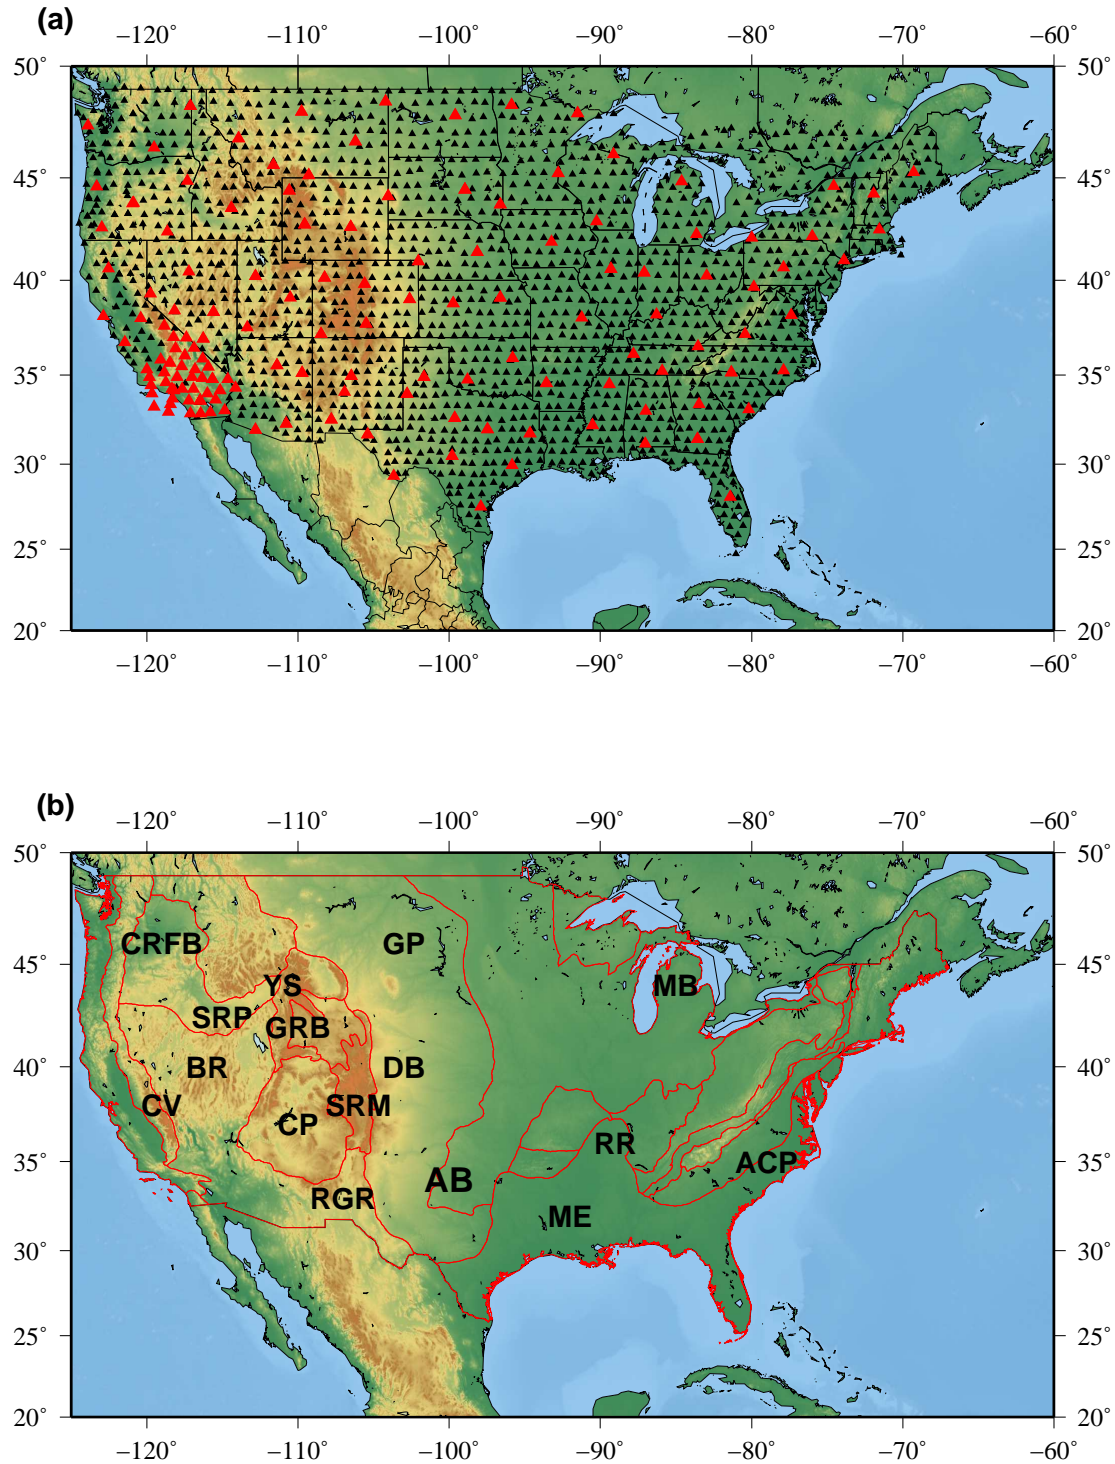 (a)
−120° −110° −100° −90° −80° −70° −60°
50° 50°
45° 45°
40° 40°
35° 35°
30° 30°
25° 25°
20° 20°
−120° −110° −100° −90° −80° −70° −60°
(b)
−120° −110° −100° −90° −80° −70° −60°
50° 50°
CRFB GP
45° 45°
YS MB
SRP GRB
BR DB
40° 40°
CV SRM
CP RR
35° ACP 35°
RGR AB
ME
30° 30°
25° 25°
20° 20°
−120° −110° −100° −90° −80° −70° −60°